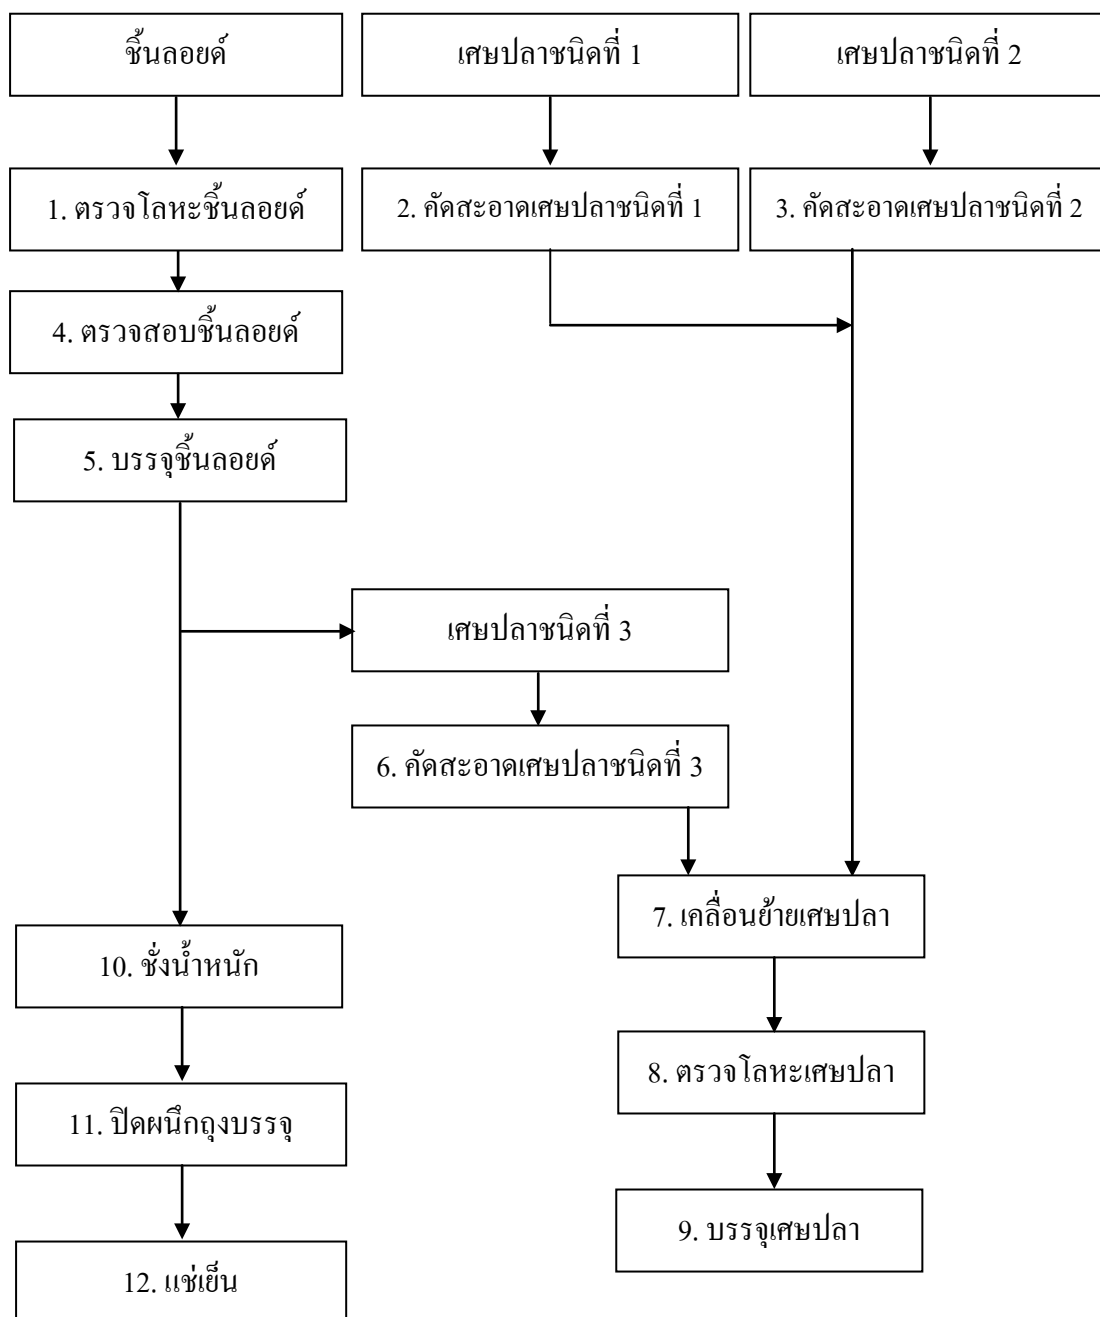 ชิ้นลอยด์
เศษปลาชนิดที่ 1
เศษปลาชนิดที่ 2
1. ตรวจโลหะชิ้นลอยด์
2. คัดสะอาดเศษปลาชนิดที่ 1
3. คัดสะอาดเศษปลาชนิดที่ 2
4. ตรวจสอบชิ้นลอยด์
5. บรรจุชิ้นลอยด์
เศษปลาชนิดที่ 3
6. คัดสะอาดเศษปลาชนิดที่ 3
7. เคลื่อนย้ายเศษปลา
10. ชั่งน้ำหนัก
8. ตรวจโลหะเศษปลา
11. ปิดผนึกถุงบรรจุ
9. บรรจุเศษปลา
12. แช่เย็น